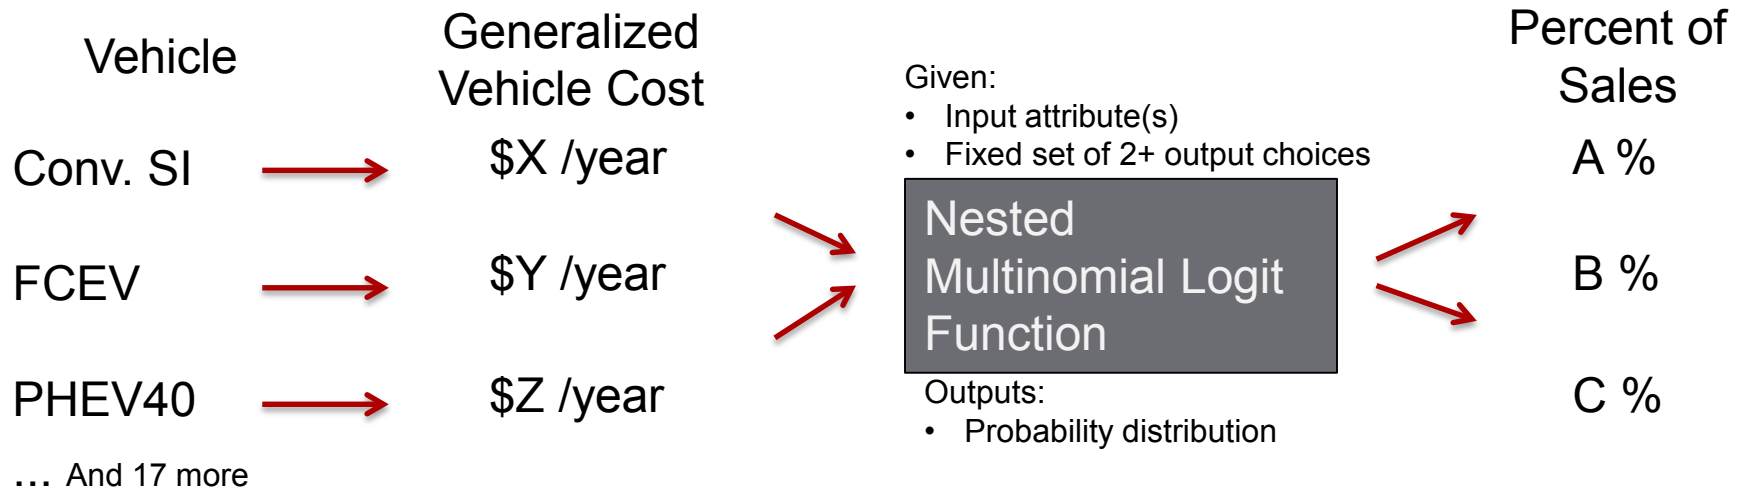 Vehicle
Generalized
Vehicle Cost
Percent of
Sales
Given:
• Input attribute(s)
• Fixed set of 2+ output choices
Conv. SI
$X /year
A %
Nested
Multinomial Logit
Function
FCEV
$Y /year
B %
PHEV40
$Z /year
C %
Outputs:
• Probability distribution
... And 17 more